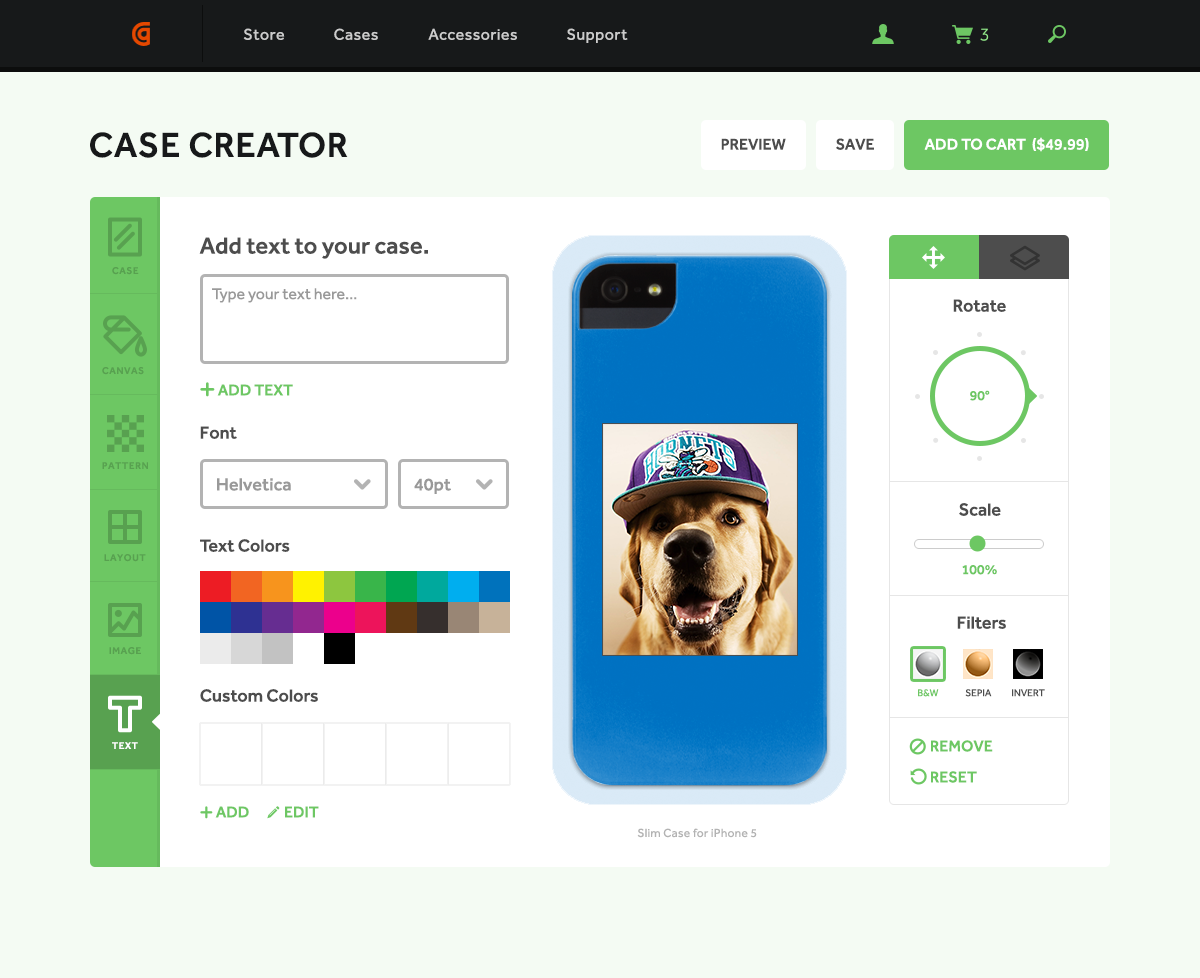 Store Cases Accessories Support 3
CASE CREATOR
PREVIEW SAVE ADD TO CART ($49.99)
CASE
CANVAS
PATTERN
LAYOUT
IMAGE
TEXT
Add text to your case.
Type your text here...
ADD TEXT
Font
Helvetica 40pt
Text Colors
Custom Colors
ADD EDIT
HORNETS
Slim Case for iPhone 5
Rotate
90°
Scale
100%
Filters
B&W SEPIA INVERT
REMOVE
RESET